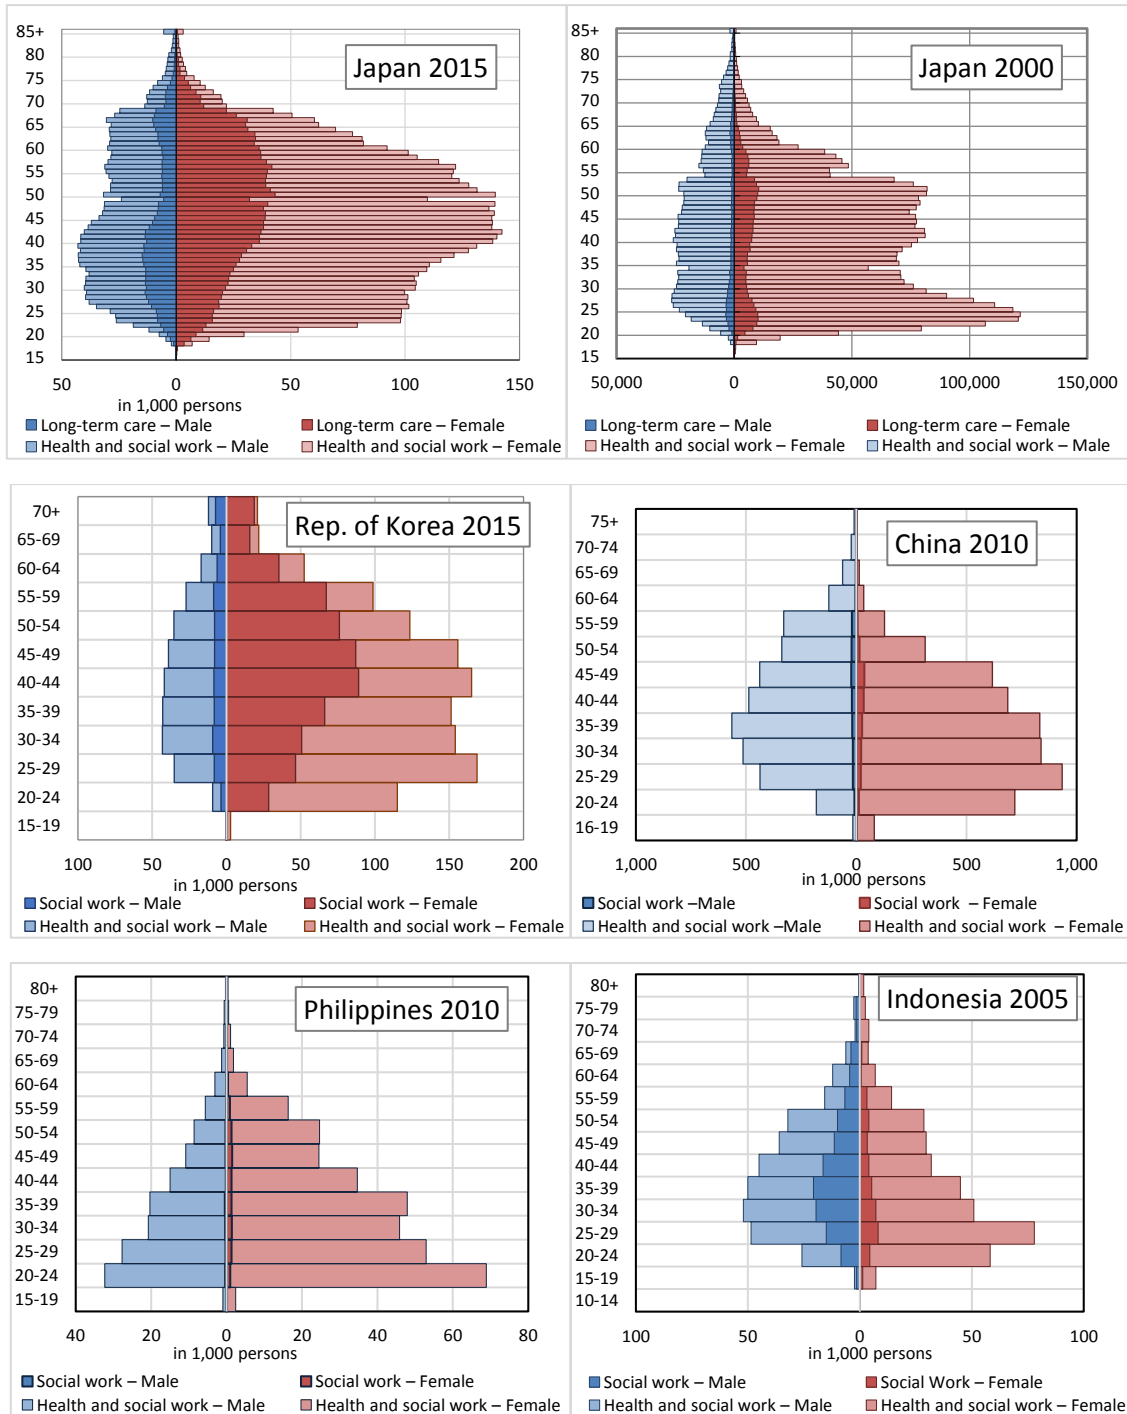 Japan 2015
85+
80
75
70
65
60
55
50
45
40
35
30
25
20
15
50 0 50 100 150
in 1,000 persons
Long-term care – Male Long-term care – Female
Health and social work – Male Health and social work – Female
Japan 2000
85+
80
75
70
65
60
55
50
45
40
35
30
25
20
15
50,000 0 50,000 100,000 150,000
Long-term care – Male Long-term care – Female
Health and social work – Female Health and social work – Male
Rep. of Korea 2015
70+
65-69
60-64
55-59
50-54
45-49
40-44
35-39
30-34
25-29
20-24
15-19
100 50 0 50 100 150 200
in 1,000 persons
Social work – Male Social work – Female
Health and social work – Male Health and social work – Female
China 2010
75+
70-74
65-69
60-64
55-59
50-54
45-49
40-44
35-39
30-34
25-29
20-24
16-19
1,000 500 0 500 1,000
in 1,000 persons
Social work –Male Social work – Female
Health and social work –Male Health and social work – Female
Philippines 2010
80+
75-79
70-74
65-69
60-64
55-59
50-54
45-49
40-44
35-39
30-34
25-29
20-24
15-19
40 20 0 20 40 60 80
in 1,000 persons
Social work – Male Social work – Female
Health and social work – Male Health and social work – Female
Indonesia 2005
80+
75-79
70-74
65-69
60-64
55-59
50-54
45-49
40-44
35-39
30-34
25-29
20-24
15-19
10-14
100 50 0 50 100
in 1,000 persons
Social work – Male Social Work – Female
Health and social work – Male Health and social work – Female